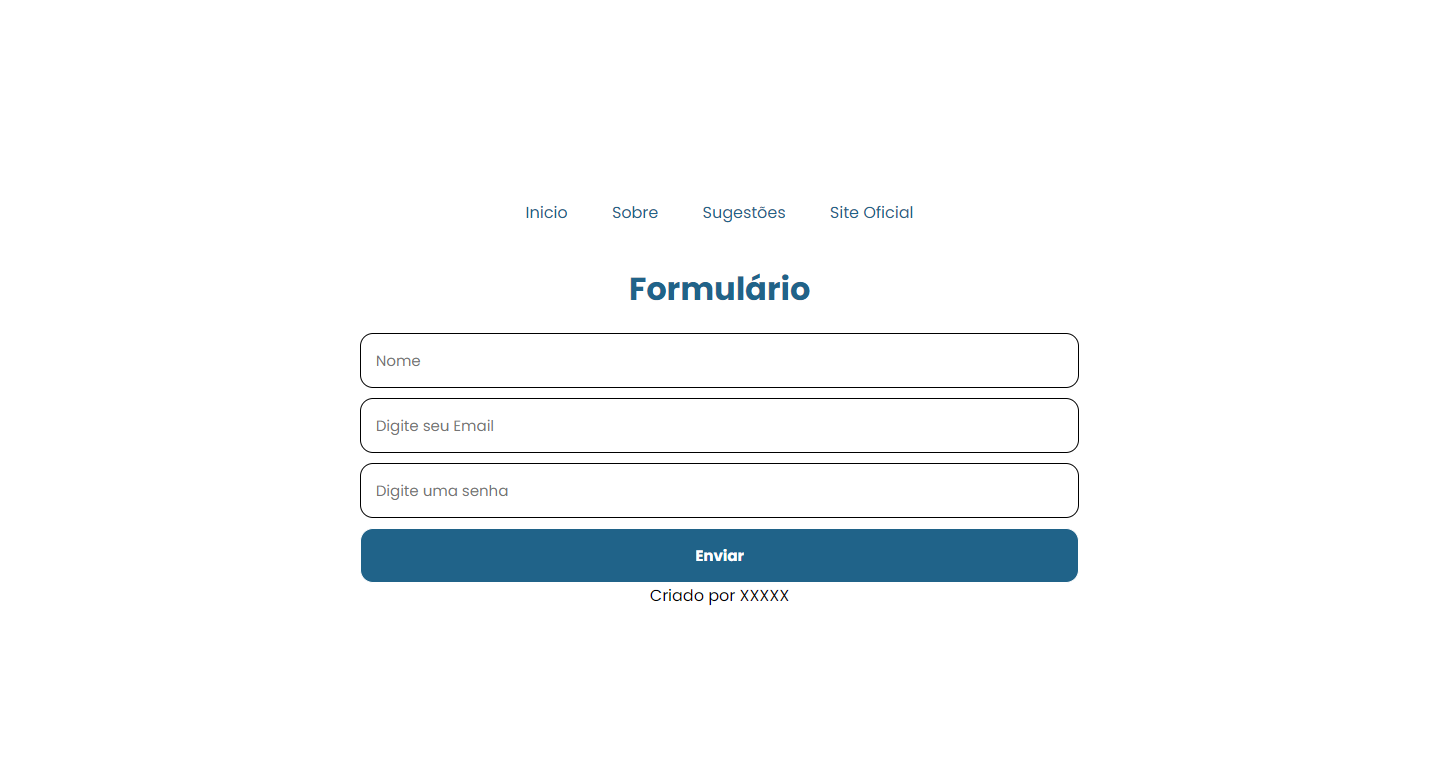 Inicio Sobre Sugestões Site Oficial
Formulário
Nome
Digite seu Email
Digite uma senha
Enviar
Criado por XXXXX